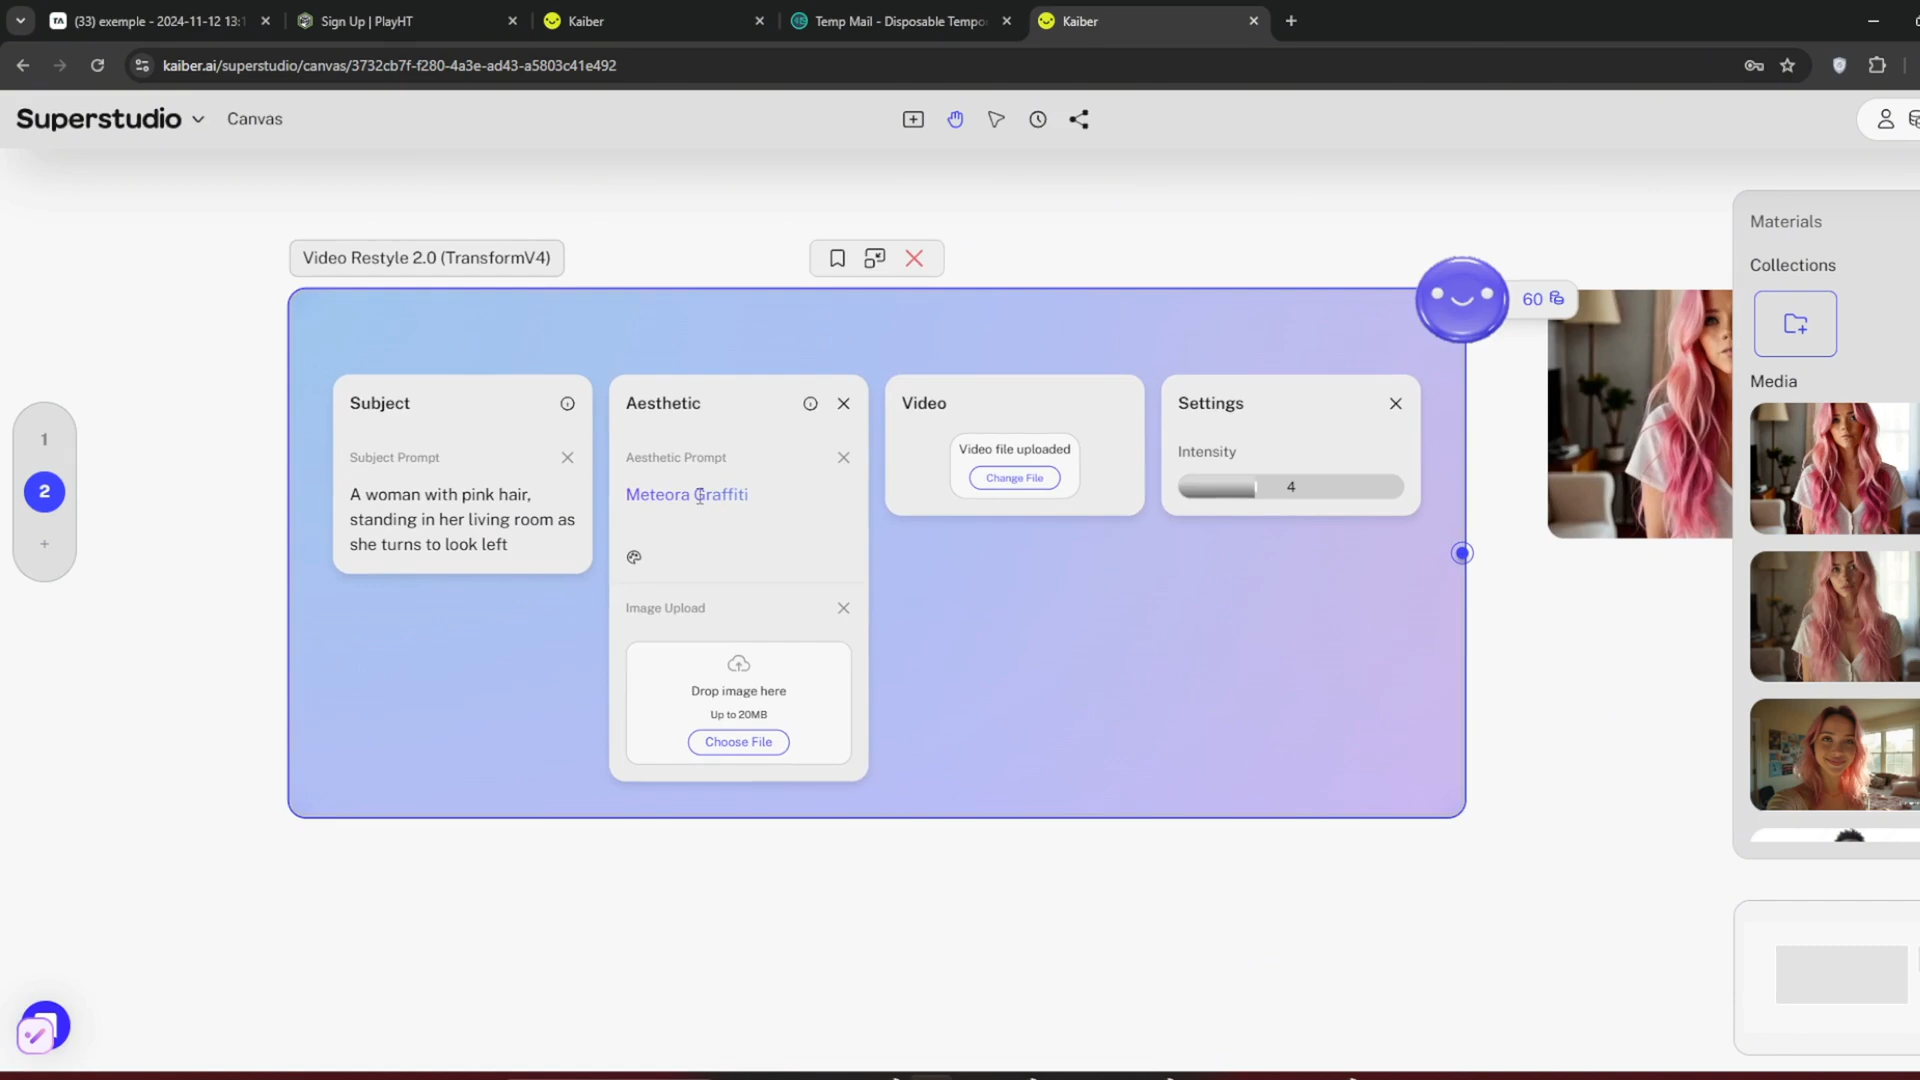 (33) exemple - 2024-11-12 13:1
Sign Up | PlayHT
Kaiber
Temp Mail - Disposable Tempo
Kaiber
kaiber.ai/superstudio/canvas/3732cb7f-f280-4a3e-ad43-a5803c41e492
Superstudio
Canvas
Video Restyle 2.0 (TransformV4)
60
1
2
+
Subject
Subject Prompt
A woman with pink hair,
standing in her living room as
she turns to look left
Aesthetic
Aesthetic Prompt
Meteora Graffiti
Image Upload
Drop image here
Up to 20MB
Choose File
Video
Video file uploaded
Change File
Settings
Intensity
4
Materials
Collections
Media